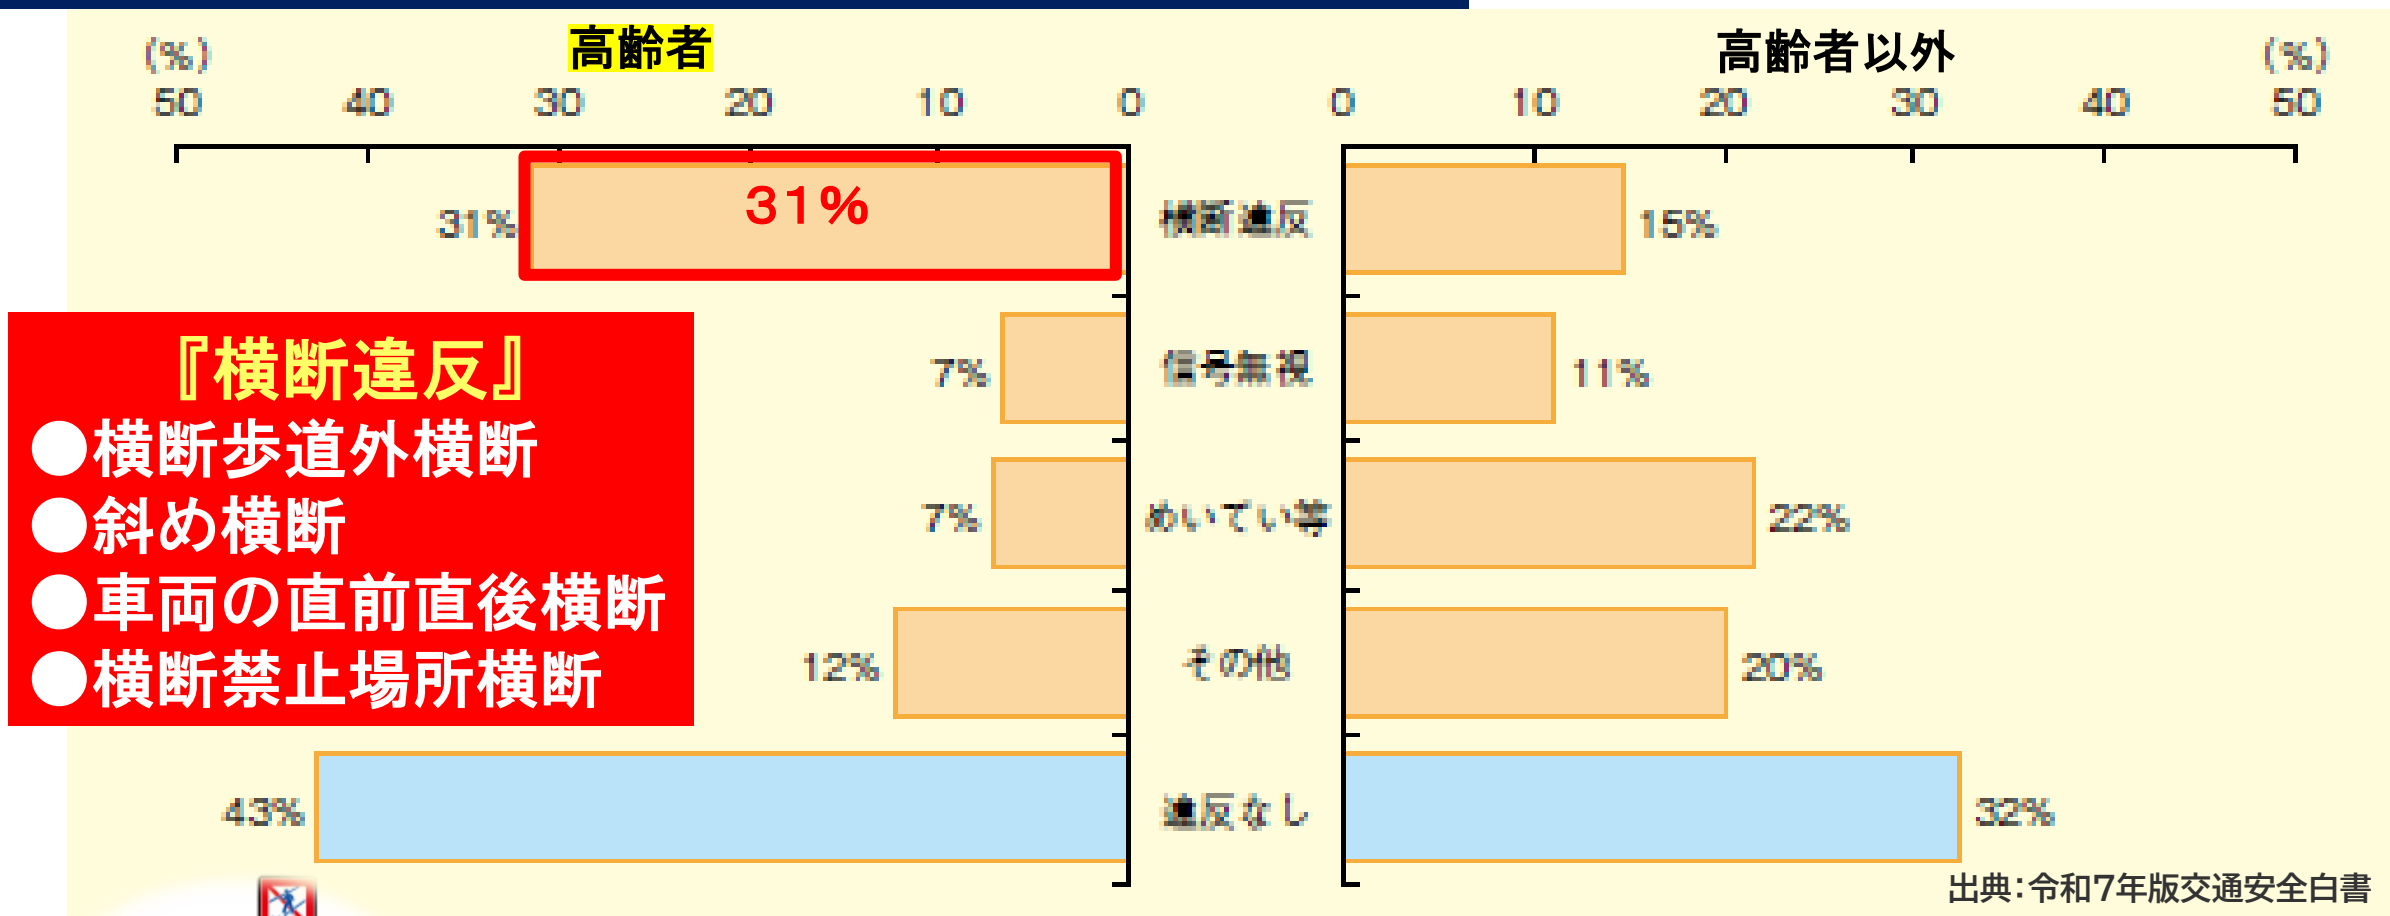 高齢者
高齢者以外
(%)
(%)
50 40 30 20 10 0
0 10 20 30 40 50
31%
31%
横断違反
15%
7%
信号無視
11%
7%
めいてい等
22%
12%
その他
20%
43%
違反なし
32%
『横断違反』
●横断歩道外横断
●斜め横断
●車両の直前直後横断
●横断禁止場所横断
出典：令和7年版交通安全白書